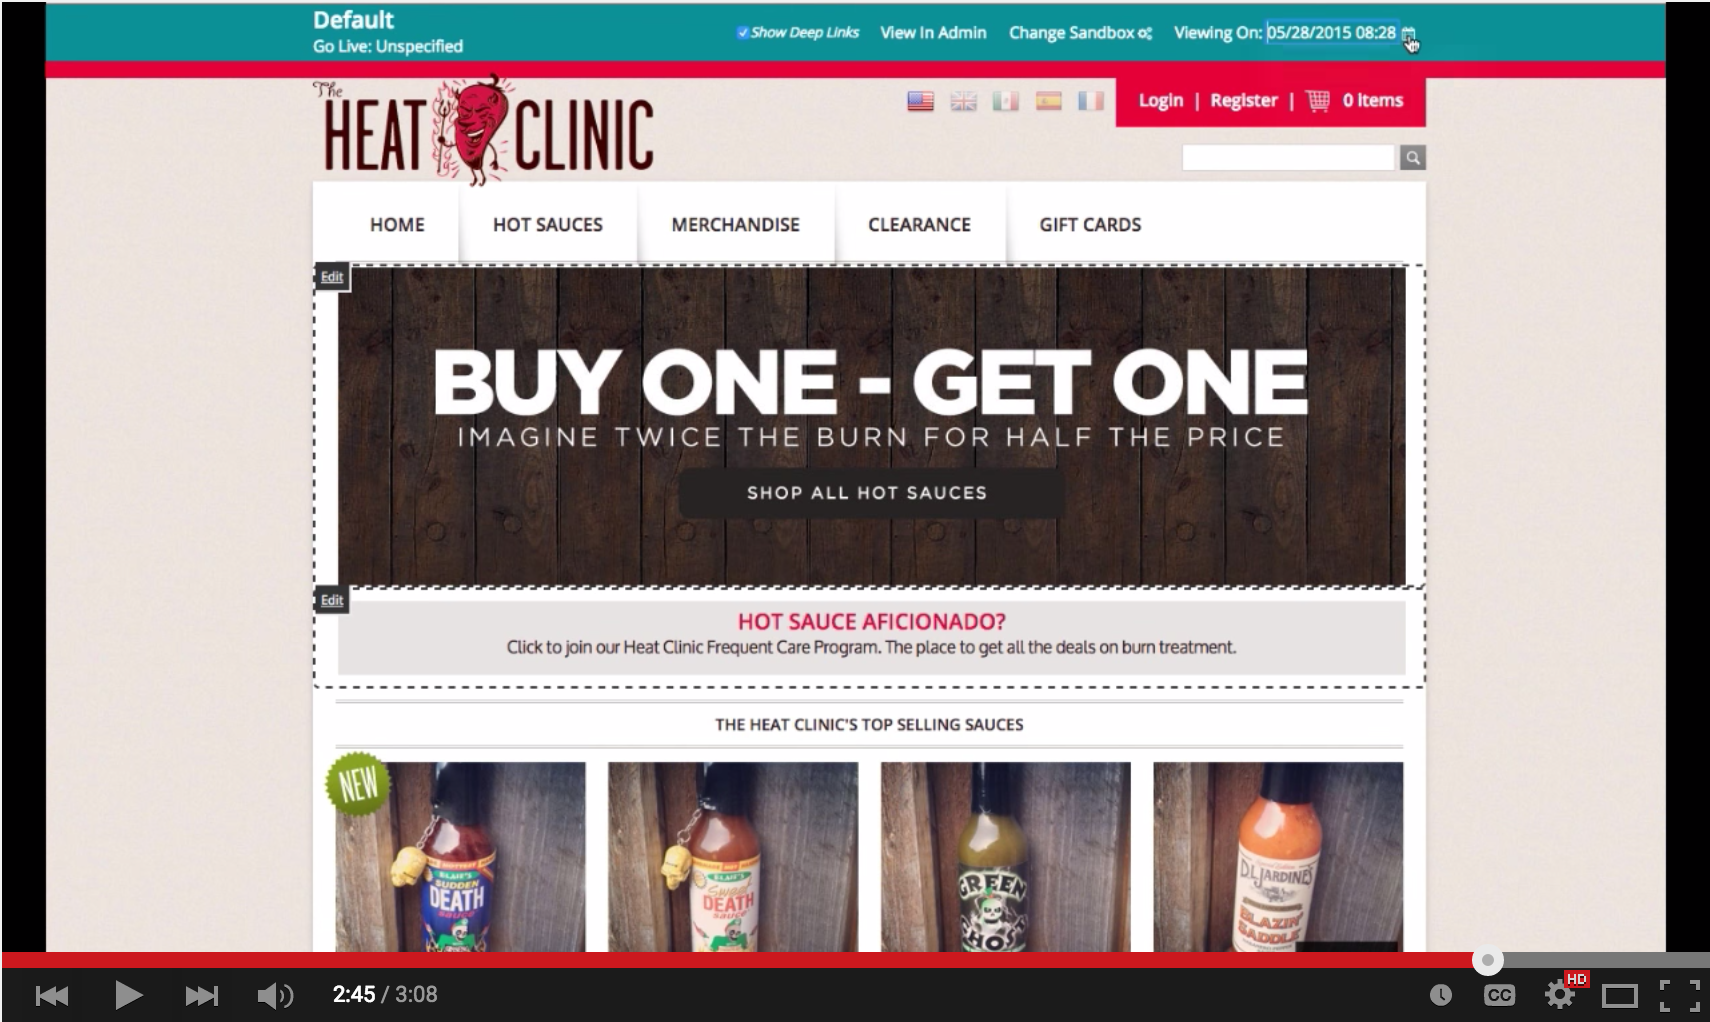 Default
Go Live: Unspecified
Show Deep Links View In Admin Change Sandbox Viewing On: 05/28/2015 08:28
The
HEAT CLINIC
Login | Register | 0 Items
HOME HOT SAUCES MERCHANDISE CLEARANCE GIFT CARDS
Edit
BUY ONE - GET ONE
IMAGINE TWICE THE BURN FOR HALF THE PRICE
SHOP ALL HOT SAUCES
Edit
HOT SAUCE AFICIONADO?
Click to join our Heat Clinic Frequent Care Program. The place to get all the deals on burn treatment.
THE HEAT CLINIC'S TOP SELLING SAUCES
NEW
BLAIR'S
SUDDEN
DEATH
sauce
BLAIR'S
Sweet
DEATH
sauce
GREEN
GHOST
D.L. JARDINE'S
BLAZIN'
SADDLE
2:45 / 3:08
CC
HD